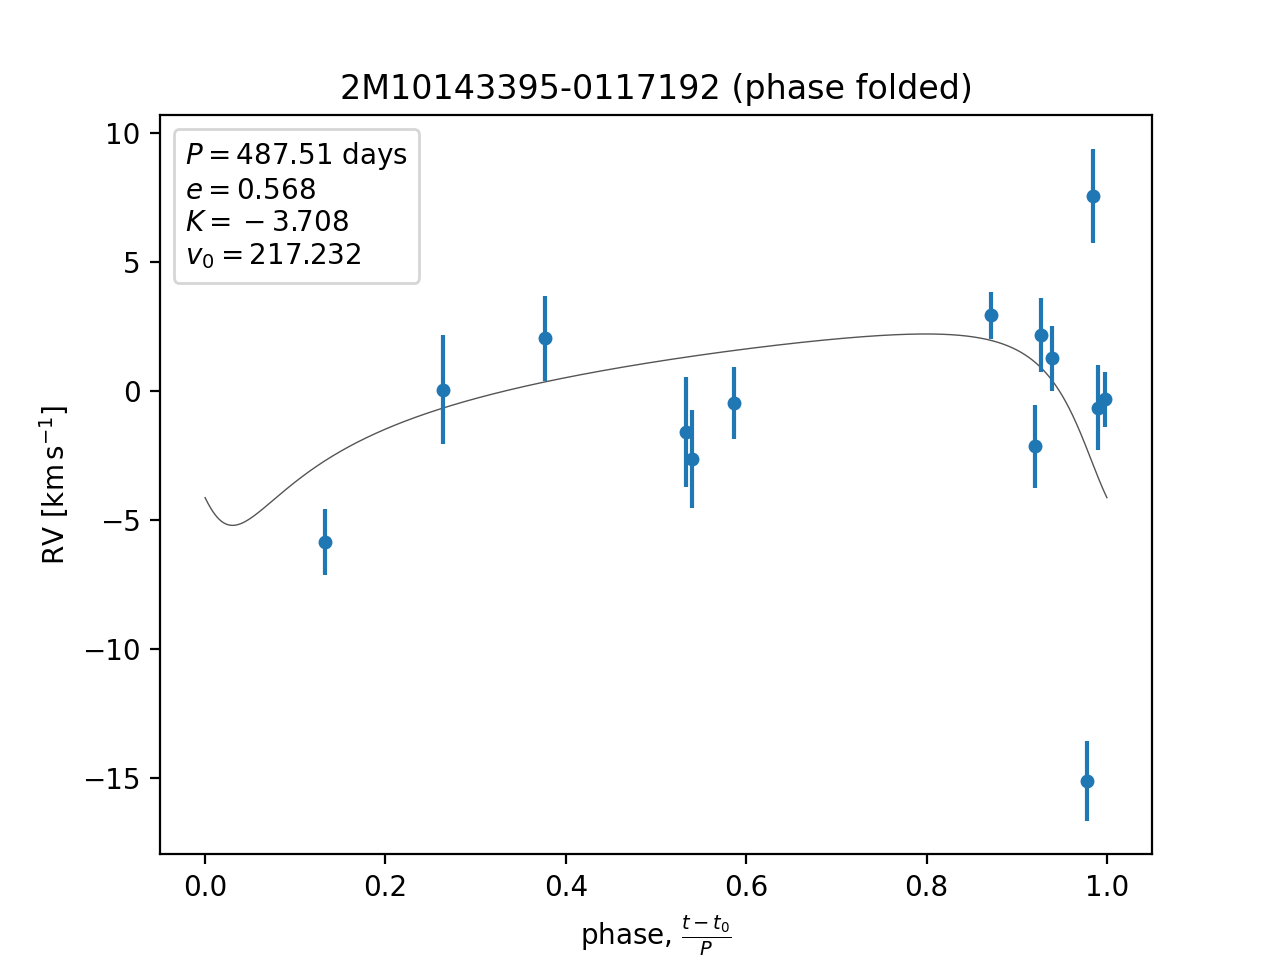 2M10143395-0117192 (phase folded)
P = 487.51 days
e = 0.568
K = −3.708
v₀ = 217.232
10
5
0
−5
−10
−15
RV [km s⁻¹]
0.0 0.2 0.4 0.6 0.8 1.0
phase, (t − t₀)/P